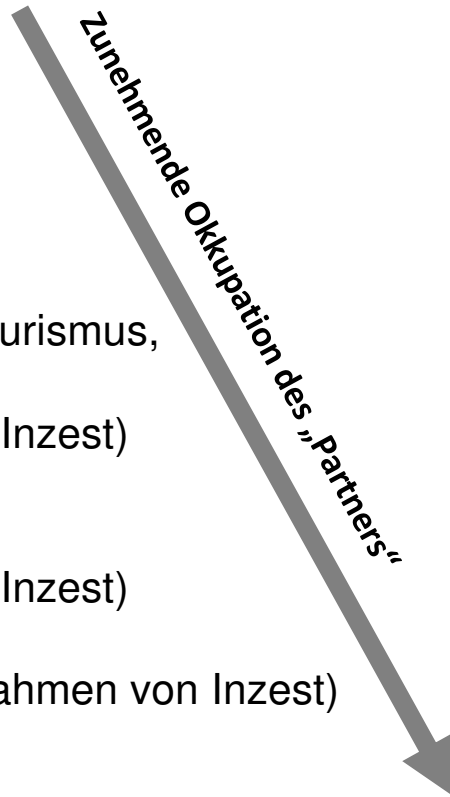 Zunehmende Okkupation des „Partners“
urismus,
Inzest)
Inzest)
ahmen von Inzest)